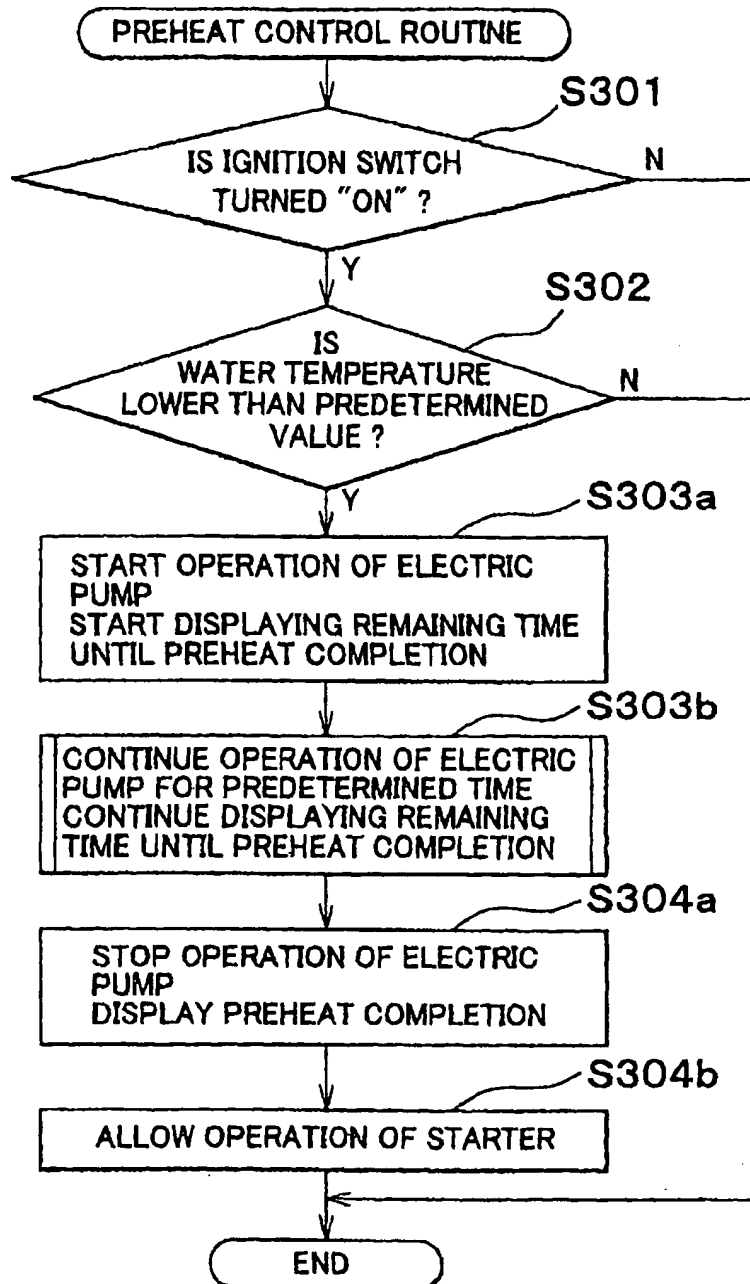 PREHEAT CONTROL ROUTINE
S301
IS IGNITION SWITCH
TURNED "ON" ?
N
Y
S302
IS
WATER TEMPERATURE
LOWER THAN PREDETERMINED
VALUE ?
N
Y
S303a
START OPERATION OF ELECTRIC
PUMP
START DISPLAYING REMAINING TIME
UNTIL PREHEAT COMPLETION
S303b
CONTINUE OPERATION OF ELECTRIC
PUMP FOR PREDETERMINED TIME
CONTINUE DISPLAYING REMAINING
TIME UNTIL PREHEAT COMPLETION
S304a
STOP OPERATION OF ELECTRIC
PUMP
DISPLAY PREHEAT COMPLETION
S304b
ALLOW OPERATION OF STARTER
END